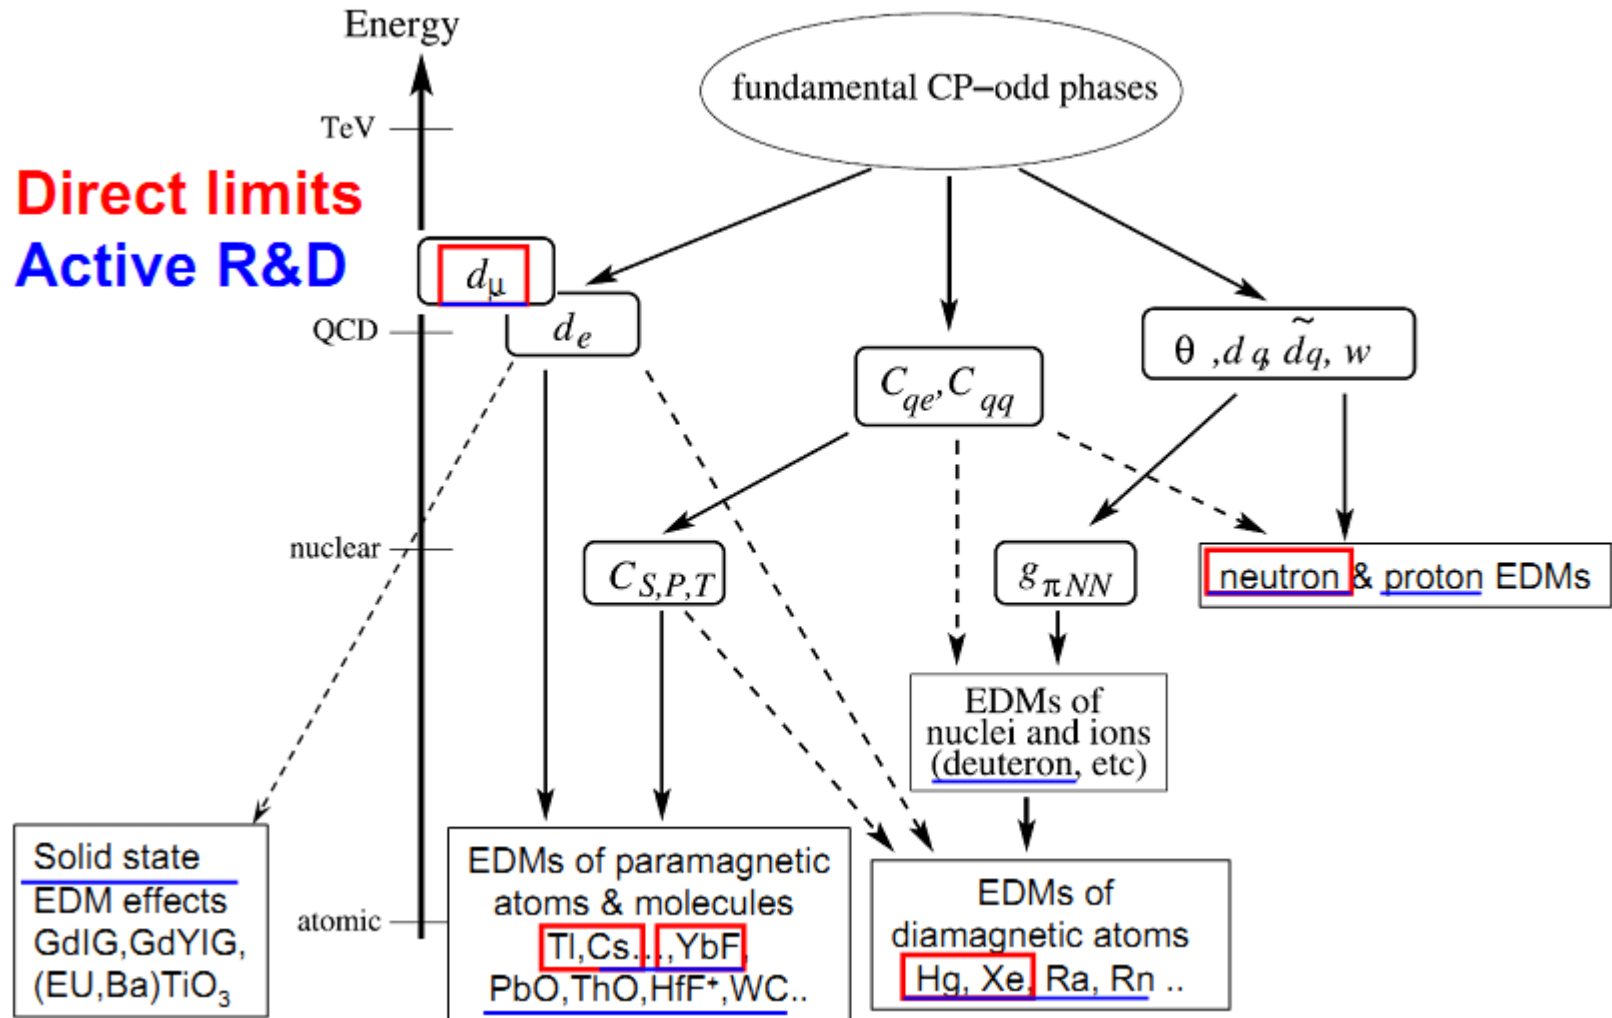 Energy
fundamental CP–odd phases
TeV
Direct limits
Active R&D
dμ
QCD
de
θ ,dq, d̃q, w
Cqe, Cqq
nuclear
CS,P,T
gπNN
neutron & proton EDMs
EDMs of
nuclei and ions
(deuteron, etc)
Solid state
EDM effects
GdIG,GdYIG,
(EU,Ba)TiO₃
atomic
EDMs of paramagnetic
atoms & molecules
Tl,Cs...,YbF,
PbO,ThO,HfF⁺,WC..
EDMs of
diamagnetic atoms
Hg, Xe, Ra, Rn ..